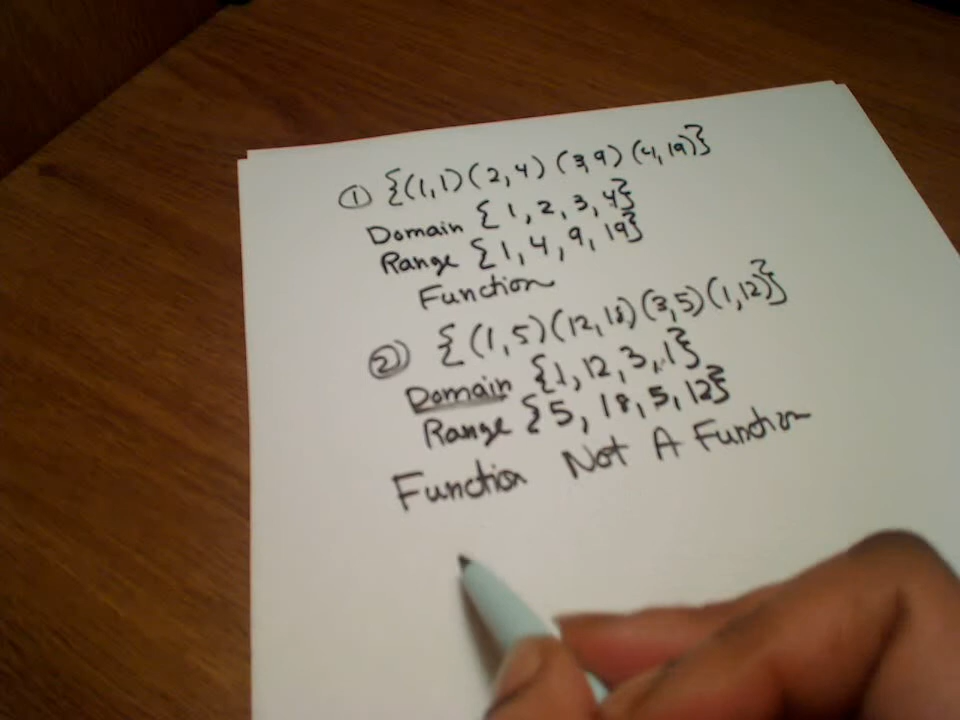 ① {(1,1)(2,4)(3,9)(4,19)}
Domain {1,2,3,4}
Range {1,4,9,19}
Function
② {(1,5)(12,18)(3,5)(1,12)}
Domain {1,12,3,1}
Range {5,18,5,12}
Function Not A Function